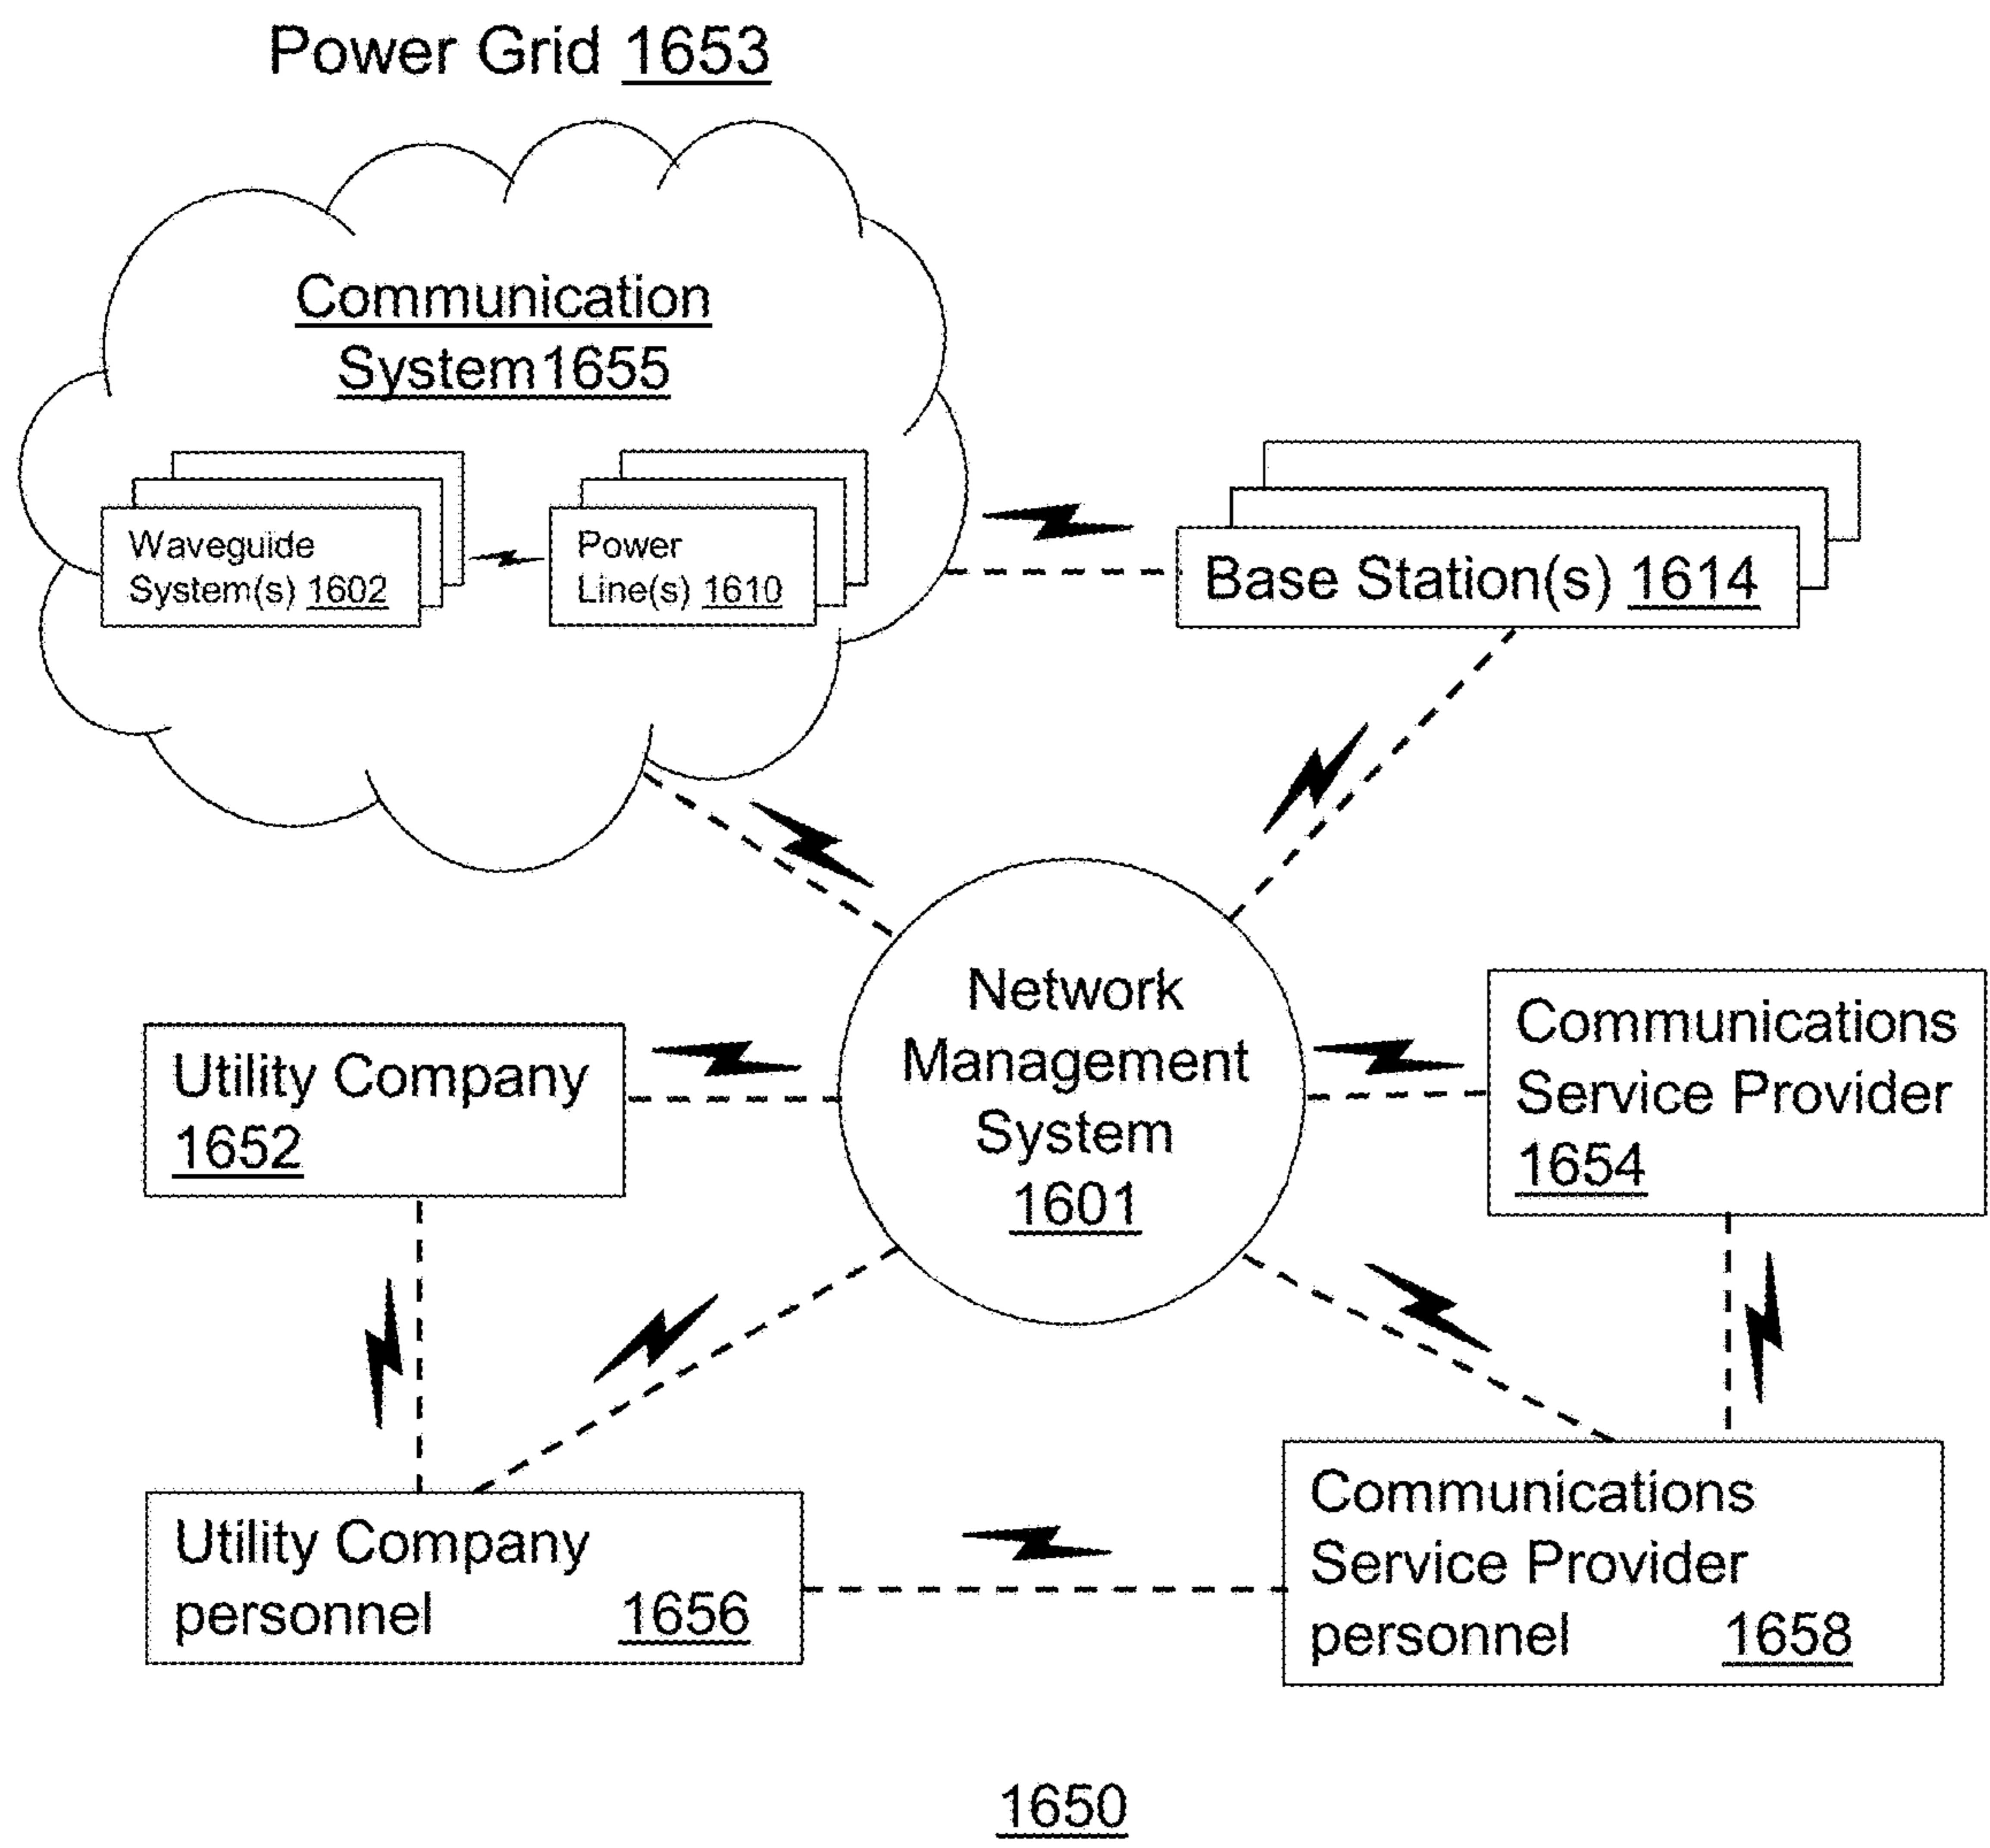 Power Grid 1653
Communication
System1655
Waveguide
System(s) 1602
Power
Line(s) 1610
Base Station(s) 1614
Network
Management
System
1601
Utility Company
1652
Communications
Service Provider
1654
Utility Company
personnel 1656
Communications
Service Provider
personnel 1658
1650